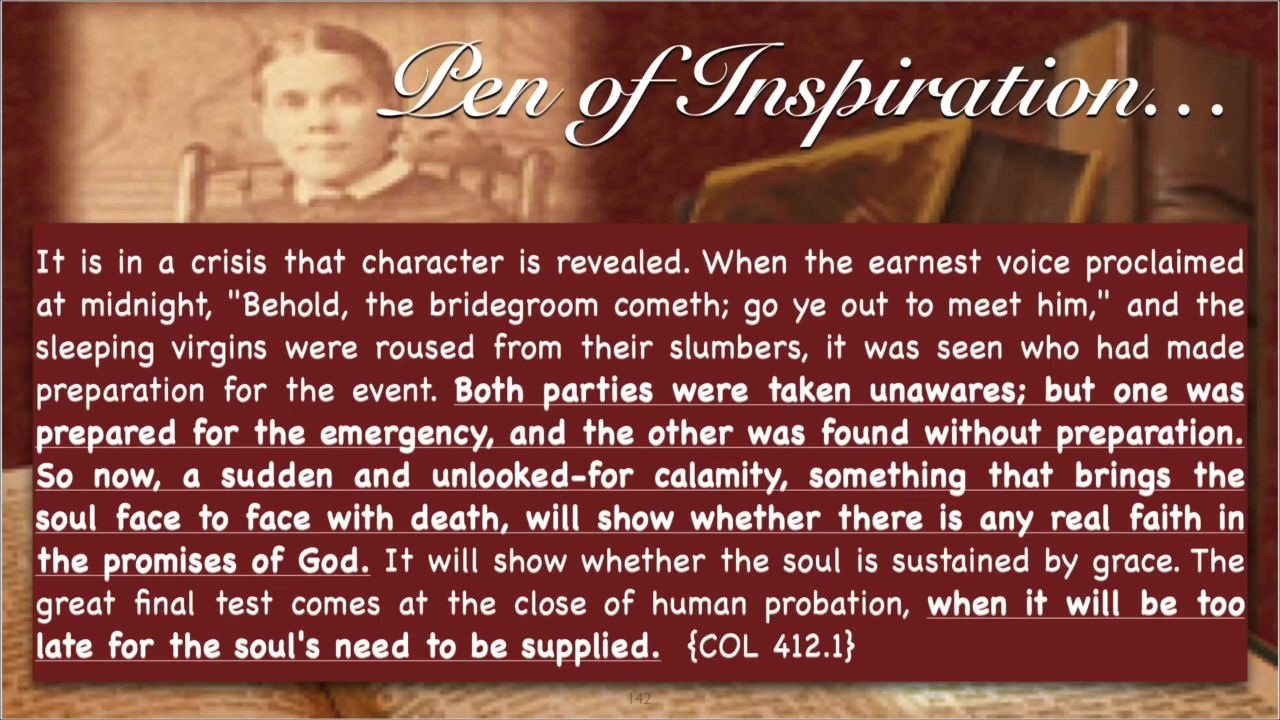 Pen of Inspiration...
It is in a crisis that character is revealed. When the earnest voice proclaimed
at midnight, "Behold, the bridegroom cometh; go ye out to meet him," and the
sleeping virgins were roused from their slumbers, it was seen who had made
preparation for the event. Both parties were taken unawares; but one was
prepared for the emergency, and the other was found without preparation.
So now, a sudden and unlooked-for calamity, something that brings the
soul face to face with death, will show whether there is any real faith in
the promises of God. It will show whether the soul is sustained by grace. The
great final test comes at the close of human probation, when it will be too
late for the soul's need to be supplied. {COL 412.1}
142